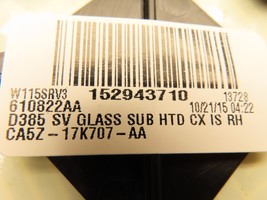 W115SRV3 152943710 13728
610822AA 10/21/15 04:22
D385 SV GLASS SUB HTD CX IS RH
CA5Z-17K707-AA